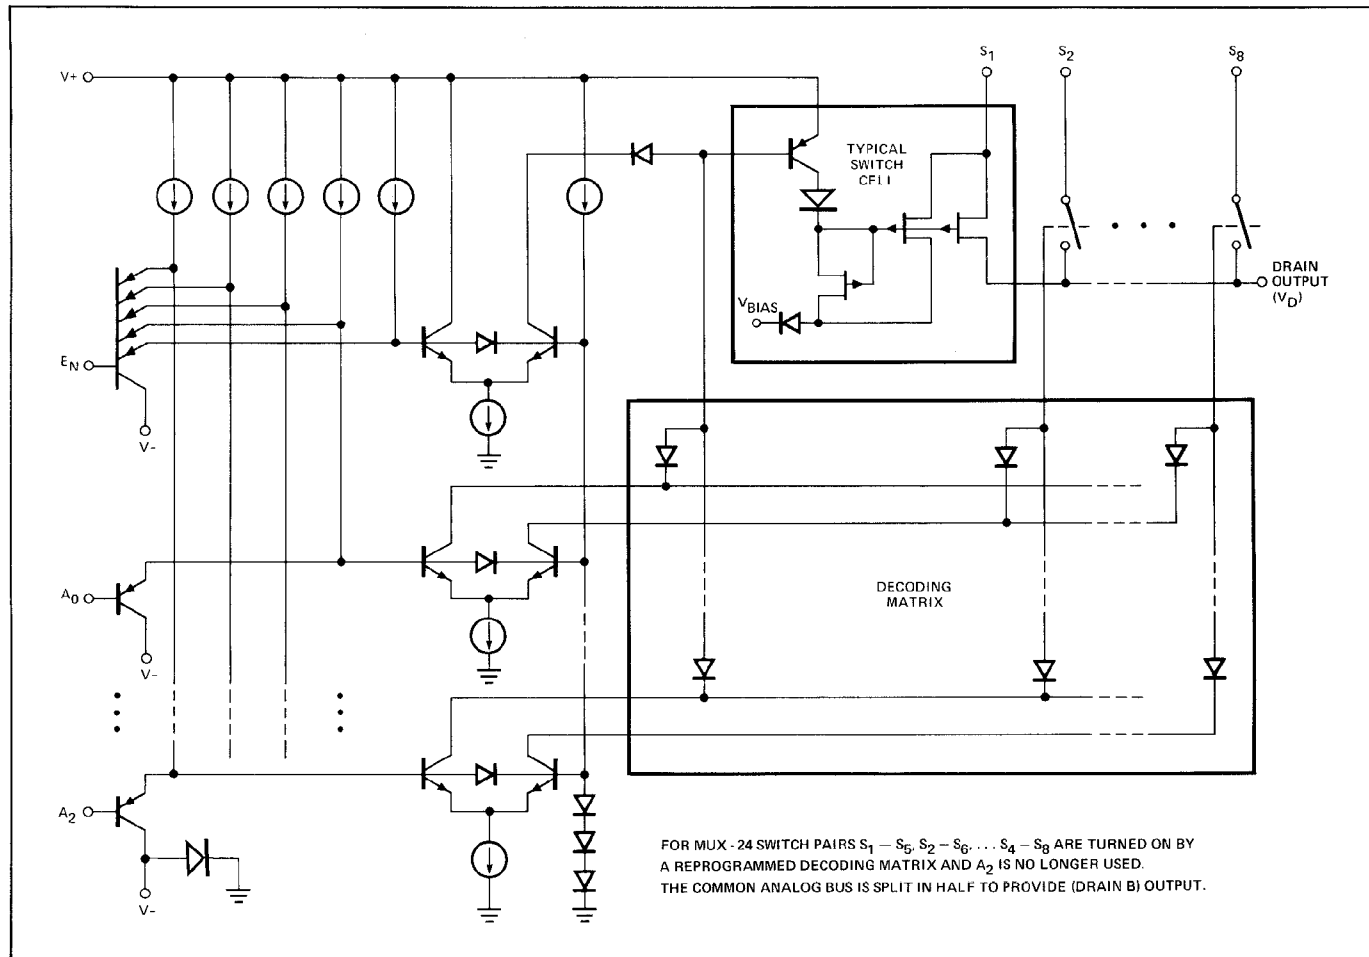 S1
S2
S8
V+
TYPICAL
SWITCH
CELL
DRAIN
OUTPUT
(VD)
VBIAS
EN
V-
A0
V-
DECODING
MATRIX
A2
V-
FOR MUX - 24 SWITCH PAIRS S1 – S5, S2 – S6, . . . S4 – S8 ARE TURNED ON BY
A REPROGRAMMED DECODING MATRIX AND A2 IS NO LONGER USED.
THE COMMON ANALOG BUS IS SPLIT IN HALF TO PROVIDE (DRAIN B) OUTPUT.